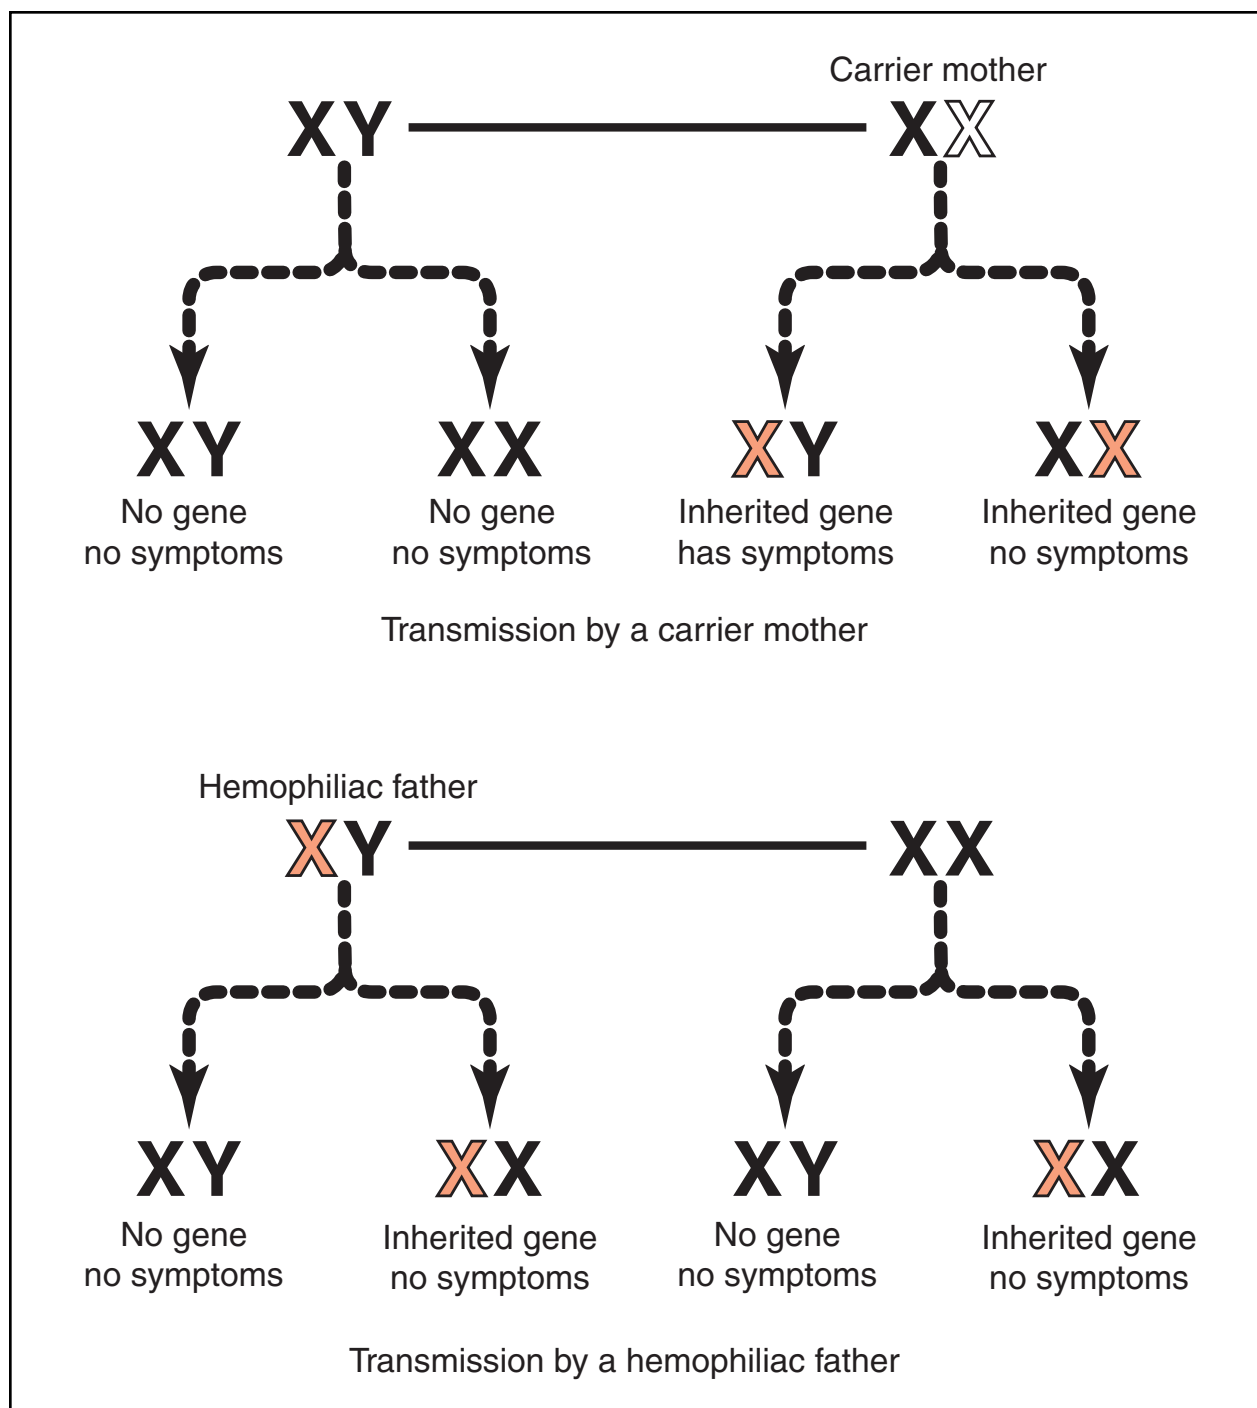 Carrier mother
XY XX
XY XX XY XX
No gene No gene Inherited gene Inherited gene
no symptoms no symptoms has symptoms no symptoms
Transmission by a carrier mother
Hemophiliac father
XY XX
XY XX XY XX
No gene Inherited gene No gene Inherited gene
no symptoms no symptoms no symptoms no symptoms
Transmission by a hemophiliac father